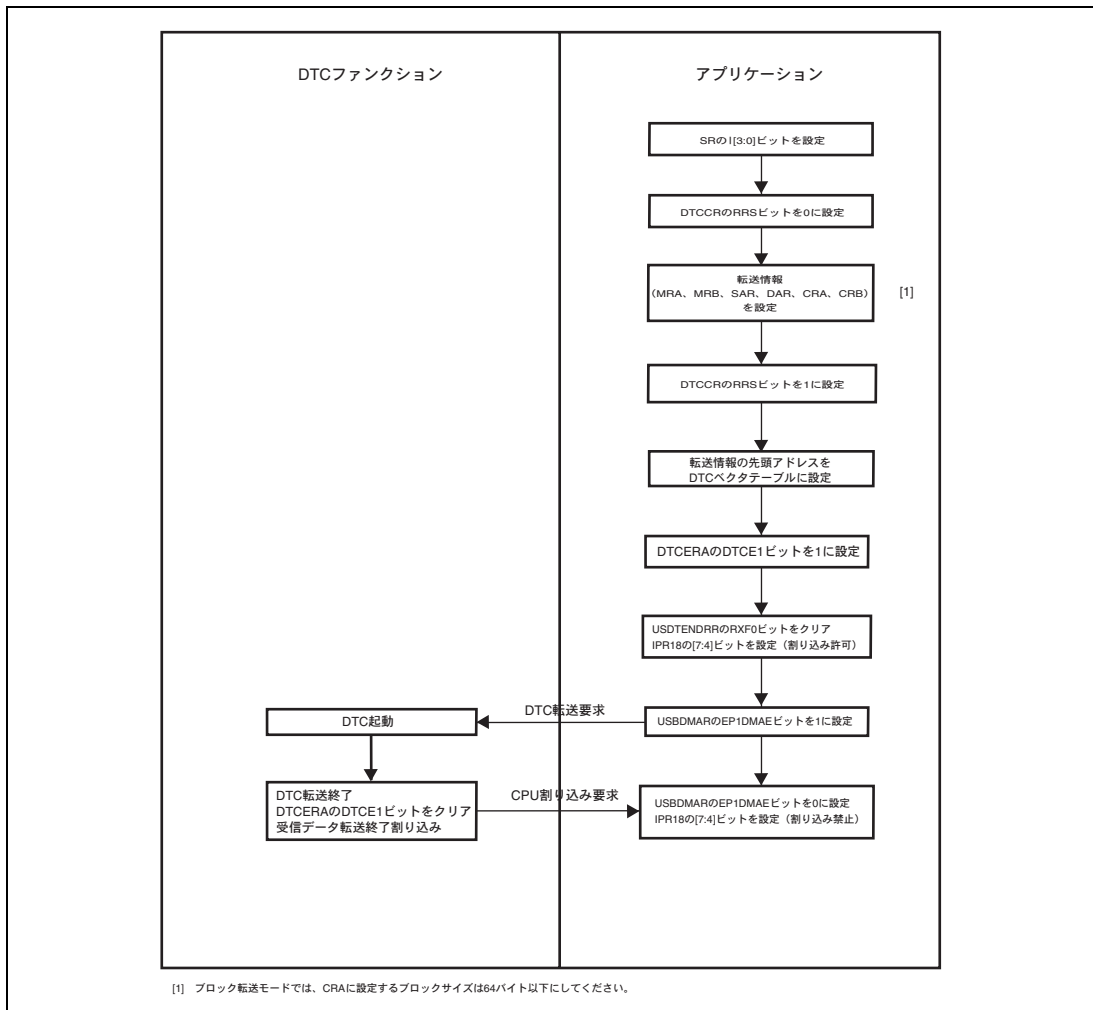 DTCファンクション
アプリケーション
SRのI[3:0]ビットを設定
DTCCRのRRSビットを0に設定
転送情報
（MRA、MRB、SAR、DAR、CRA、CRB）
を設定
[1]
DTCCRのRRSビットを1に設定
転送情報の先頭アドレスを
DTCベクタテーブルに設定
DTCERAのDTCE1ビットを1に設定
USDTENDRRのRXF0ビットをクリア
IPR18の[7:4]ビットを設定（割り込み許可）
DTC起動
DTC転送要求
USBDMARのEP1DMAEビットを1に設定
DTC転送終了
DTCERAのDTCE1ビットをクリア
受信データ転送終了割り込み
CPU割り込み要求
USBDMARのEP1DMAEビットを0に設定
IPR18の[7:4]ビットを設定（割り込み禁止）
[1] ブロック転送モードでは、CRAに設定するブロックサイズは64バイト以下にしてください。